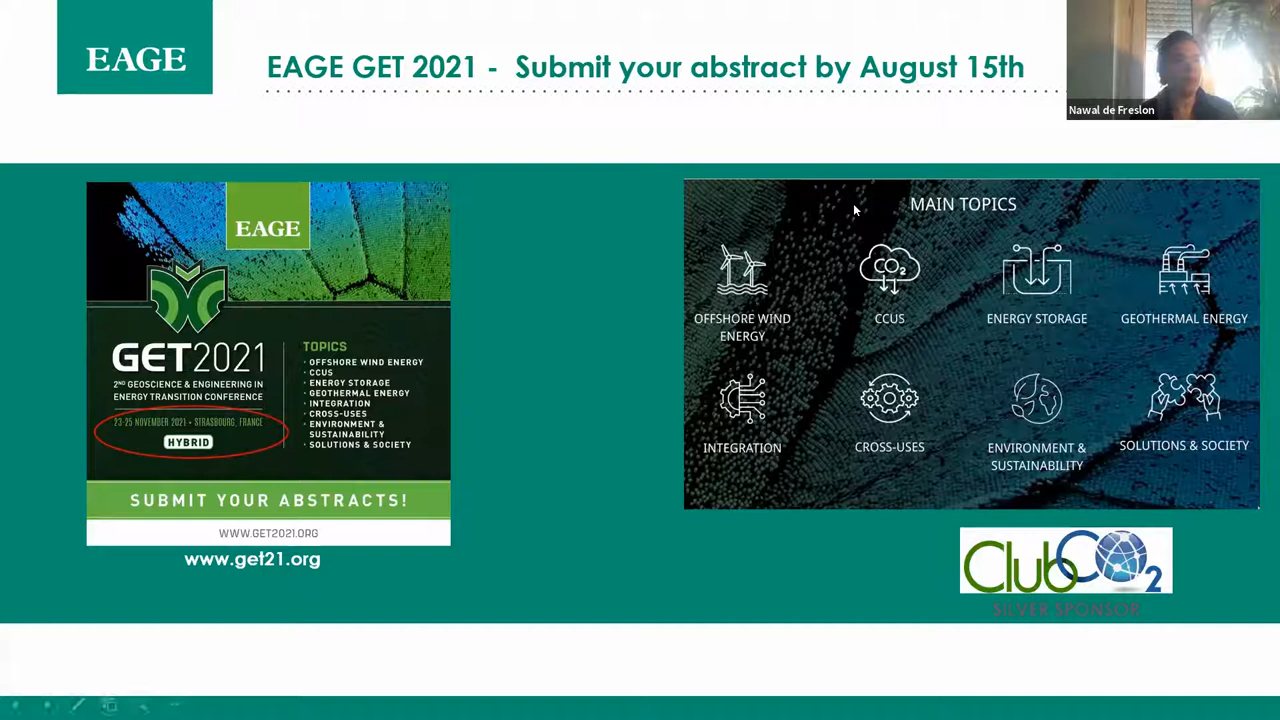 EAGE
EAGE GET 2021 - Submit your abstract by August 15th
Nawal de Freslon
EAGE
GET2021
2ND GEOSCIENCE & ENGINEERING IN
ENERGY TRANSITION CONFERENCE
23-25 NOVEMBER 2021 • STRASBOURG, FRANCE
HYBRID
TOPICS
· OFFSHORE WIND ENERGY
· CCUS
· ENERGY STORAGE
· GEOTHERMAL ENERGY
· INTEGRATION
· CROSS-USES
· ENVIRONMENT &
SUSTAINABILITY
· SOLUTIONS & SOCIETY
SUBMIT YOUR ABSTRACTS!
WWW.GET2021.ORG
www.get21.org
MAIN TOPICS
OFFSHORE WIND
ENERGY
CO2
CCUS
ENERGY STORAGE
GEOTHERMAL ENERGY
INTEGRATION
CROSS-USES
ENVIRONMENT &
SUSTAINABILITY
SOLUTIONS & SOCIETY
ClubCO2
SILVER SPONSOR